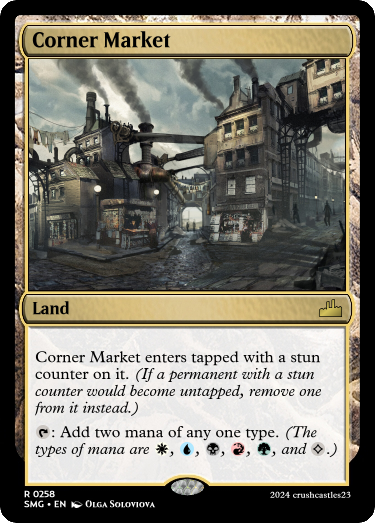 Corner Market
Land
Corner Market enters tapped with a stun
counter on it. (If a permanent with a stun
counter would become untapped, remove one
from it instead.)
: Add two mana of any one type. (The
types of mana are , , , , , and .)
R 0258
SMG • EN Olga Soloviova
2024 crushcastles23